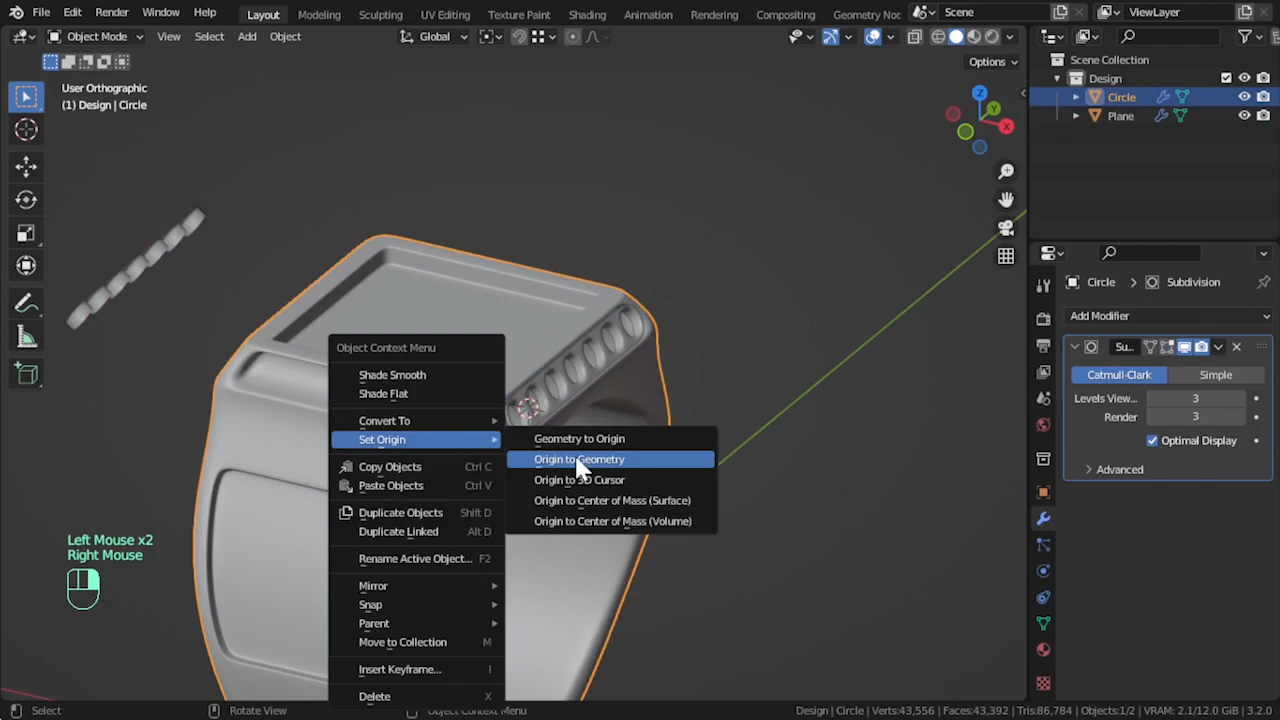 File Edit Render Window Help Layout Modeling Sculpting UV Editing Texture Paint Shading Animation Rendering Compositing Geometry Noc Scene ViewLayer
Object Mode View Select Add Object Global
Options
User Orthographic
(1) Design | Circle
Z
Y
X
Scene Collection
Design
Circle
Plane
Circle Subdivision
Add Modifier
Su...
Catmull-Clark Simple
Levels View... 3
Render 3
Optimal Display
Advanced
Object Context Menu
Shade Smooth
Shade Flat
Convert To
Set Origin
Copy Objects Ctrl C
Paste Objects Ctrl V
Duplicate Objects Shift D
Duplicate Linked Alt D
Rename Active Object... F2
Mirror
Snap
Parent
Move to Collection M
Insert Keyframe... I
Delete X
Geometry to Origin
Origin to Geometry
Origin to 3D Cursor
Origin to Center of Mass (Surface)
Origin to Center of Mass (Volume)
Left Mouse x2
Right Mouse
Select Rotate View Object Context Menu Design | Circle | Verts:43,556 | Faces:43,392 | Tris:86,784 | Objects:1/2 | VRAM: 2.1/12.0 GiB | 3.2.0